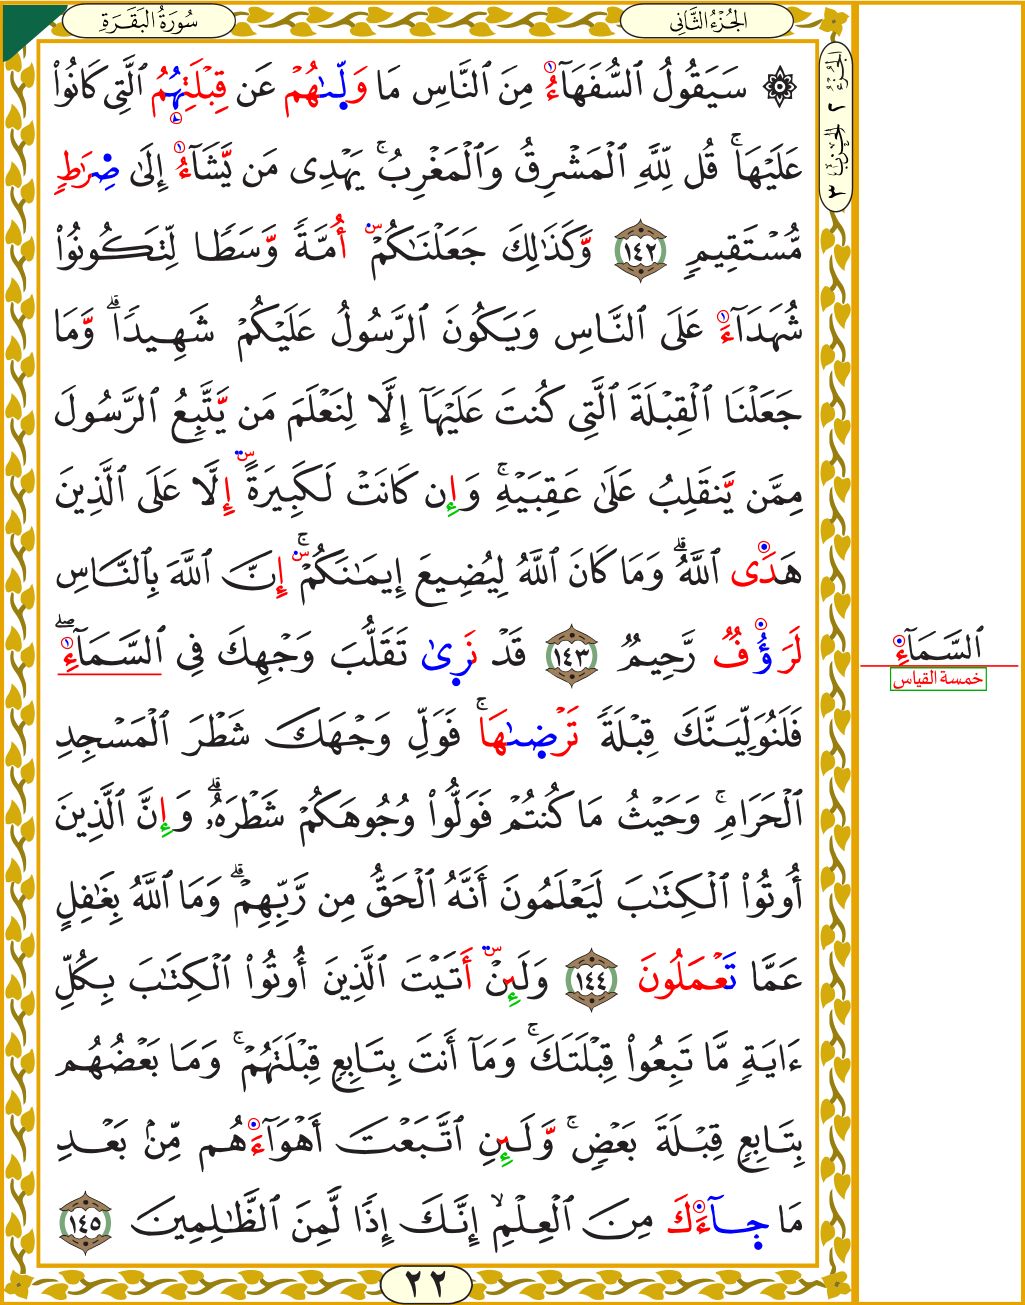 سُورَةُ البَقَرَةِ
الجُزْءُ الثَّانِي
الجُزْءُ ٢ الحِزْبُ ٣
۞ سَيَقُولُ ٱلسُّفَهَآءُ مِنَ ٱلنَّاسِ مَا وَلَّىٰهُمْ عَن قِبْلَتِهُمُ ٱلَّتِى كَانُوا۟
عَلَيْهَا ۚ قُل لِّلَّهِ ٱلْمَشْرِقُ وَٱلْمَغْرِبُ ۚ يَهْدِى مَن يَّشَآءُ إِلَىٰ صِرَٰطٍ
مُّسْتَقِيمٍ ١٤٢ وَّكَذَٰلِكَ جَعَلْنَـٰكُمْ أُمَّةً وَّسَطًا لِّتَكُونُوا۟
شُهَدَآءَ عَلَى ٱلنَّاسِ وَيَكُونَ ٱلرَّسُولُ عَلَيْكُمْ شَهِيدًا ۗ وَّمَا
جَعَلْنَا ٱلْقِبْلَةَ ٱلَّتِى كُنتَ عَلَيْهَآ إِلَّا لِنَعْلَمَ مَن يَّتَّبِعُ ٱلرَّسُولَ
مِمَّن يَّنقَلِبُ عَلَىٰ عَقِبَيْهِ ۚ وَإِن كَانَتْ لَكَبِيرَةً إِلَّا عَلَى ٱلَّذِينَ
هَدَى ٱللَّهُ ۗ وَمَا كَانَ ٱللَّهُ لِيُضِيعَ إِيمَـٰنَكُمْ ۚ إِنَّ ٱللَّهَ بِٱلنَّاسِ
لَرَؤُفٌ رَّحِيمٌ ١٤٣ قَدْ نَرَىٰ تَقَلُّبَ وَجْهِكَ فِى ٱلسَّمَآءِ ۖ
ٱلسَّمَآءِ
خمسة القياس
فَلَنُوَلِّيَنَّكَ قِبْلَةً تَرْضَىٰهَا ۚ فَوَلِّ وَجْهَكَ شَطْرَ ٱلْمَسْجِدِ
ٱلْحَرَامِ ۚ وَحَيْثُ مَا كُنتُمْ فَوَلُّوا۟ وُجُوهَكُمْ شَطْرَهُۥ ۗ وَإِنَّ ٱلَّذِينَ
أُوتُوا۟ ٱلْكِتَـٰبَ لَيَعْلَمُونَ أَنَّهُ ٱلْحَقُّ مِن رَّبِّهِمْ ۗ وَمَا ٱللَّهُ بِغَـٰفِلٍ
عَمَّا تَعْمَلُونَ ١٤٤ وَلَئِنْ أَتَيْتَ ٱلَّذِينَ أُوتُوا۟ ٱلْكِتَـٰبَ بِكُلِّ
ءَايَةٍ مَّا تَبِعُوا۟ قِبْلَتَكَ ۚ وَمَآ أَنتَ بِتَابِعٍ قِبْلَتَهُمْ ۚ وَمَا بَعْضُهُم
بِتَابِعٍ قِبْلَةَ بَعْضٍ ۚ وَّلَئِنِ ٱتَّبَعْتَ أَهْوَآءَهُم مِّنۢ بَعْدِ
مَا جَآءَكَ مِنَ ٱلْعِلْمِ ۙ إِنَّكَ إِذًا لَّمِنَ ٱلظَّـٰلِمِينَ ١٤٥
٢٢